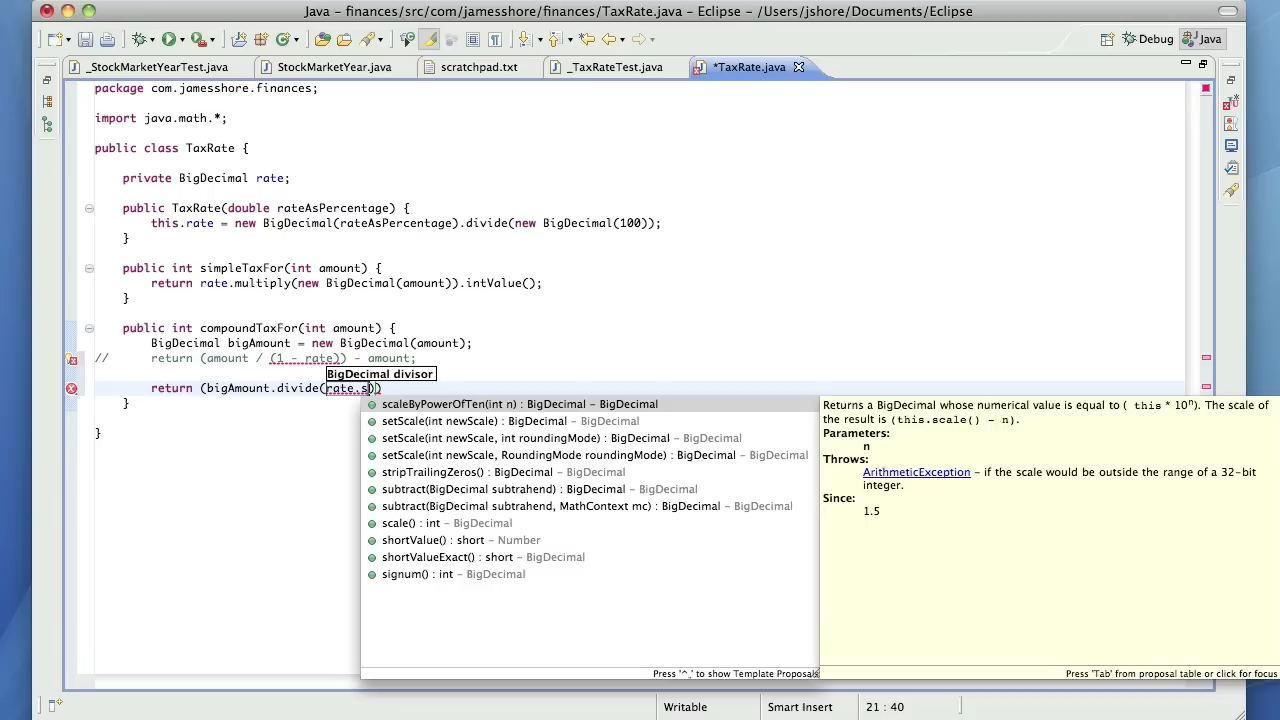 Java - finances/src/com/jamesshore/finances/TaxRate.java - Eclipse - /Users/jshore/Documents/Eclipse
Debug
Java
_StockMarketYearTest.java
StockMarketYear.java
scratchpad.txt
_TaxRateTest.java
*TaxRate.java
package com.jamesshore.finances;
import java.math.*;
public class TaxRate {
private BigDecimal rate;
public TaxRate(double rateAsPercentage) {
this.rate = new BigDecimal(rateAsPercentage).divide(new BigDecimal(100));
}
public int simpleTaxFor(int amount) {
return rate.multiply(new BigDecimal(amount)).intValue();
}
public int compoundTaxFor(int amount) {
BigDecimal bigAmount = new BigDecimal(amount);
// return (amount / (1 - rate)) - amount;
BigDecimal divisor
return (bigAmount.divide(rate.s))
}
}
scaleByPowerOfTen(int n) : BigDecimal - BigDecimal
setScale(int newScale) : BigDecimal - BigDecimal
setScale(int newScale, int roundingMode) : BigDecimal - BigDecimal
setScale(int newScale, RoundingMode roundingMode) : BigDecimal - BigDecimal
stripTrailingZeros() : BigDecimal - BigDecimal
subtract(BigDecimal subtrahend) : BigDecimal - BigDecimal
subtract(BigDecimal subtrahend, MathContext mc) : BigDecimal - BigDecimal
scale() : int - BigDecimal
shortValue() : short - Number
shortValueExact() : short - BigDecimal
signum() : int - BigDecimal
Press '^_' to show Template Proposals
Returns a BigDecimal whose numerical value is equal to ( this * 10n). The scale of
the result is (this.scale() - n).
Parameters:
n
Throws:
ArithmeticException - if the scale would be outside the range of a 32-bit
integer.
Since:
1.5
Press 'Tab' from proposal table or click for focus
Writable
Smart Insert
21 : 40